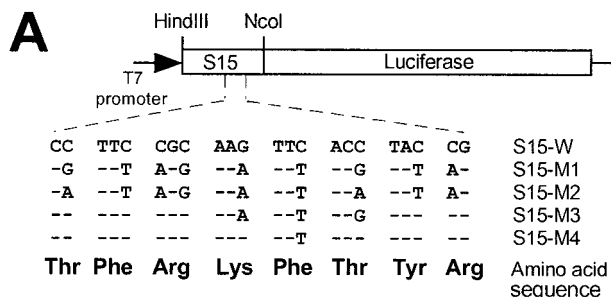 A
HindIII NcoI
S15 Luciferase
T7
promoter
CC TTC CGC AAG TTC ACC TAC CG S15-W
-G --T A-G --A --T --G --T A- S15-M1
-A --T A-G --A --T --A --T A- S15-M2
-- --- --- --A --T --G --- -- S15-M3
-- --- --- --- --T --- --- -- S15-M4
Thr Phe Arg Lys Phe Thr Tyr Arg Amino acid
sequence